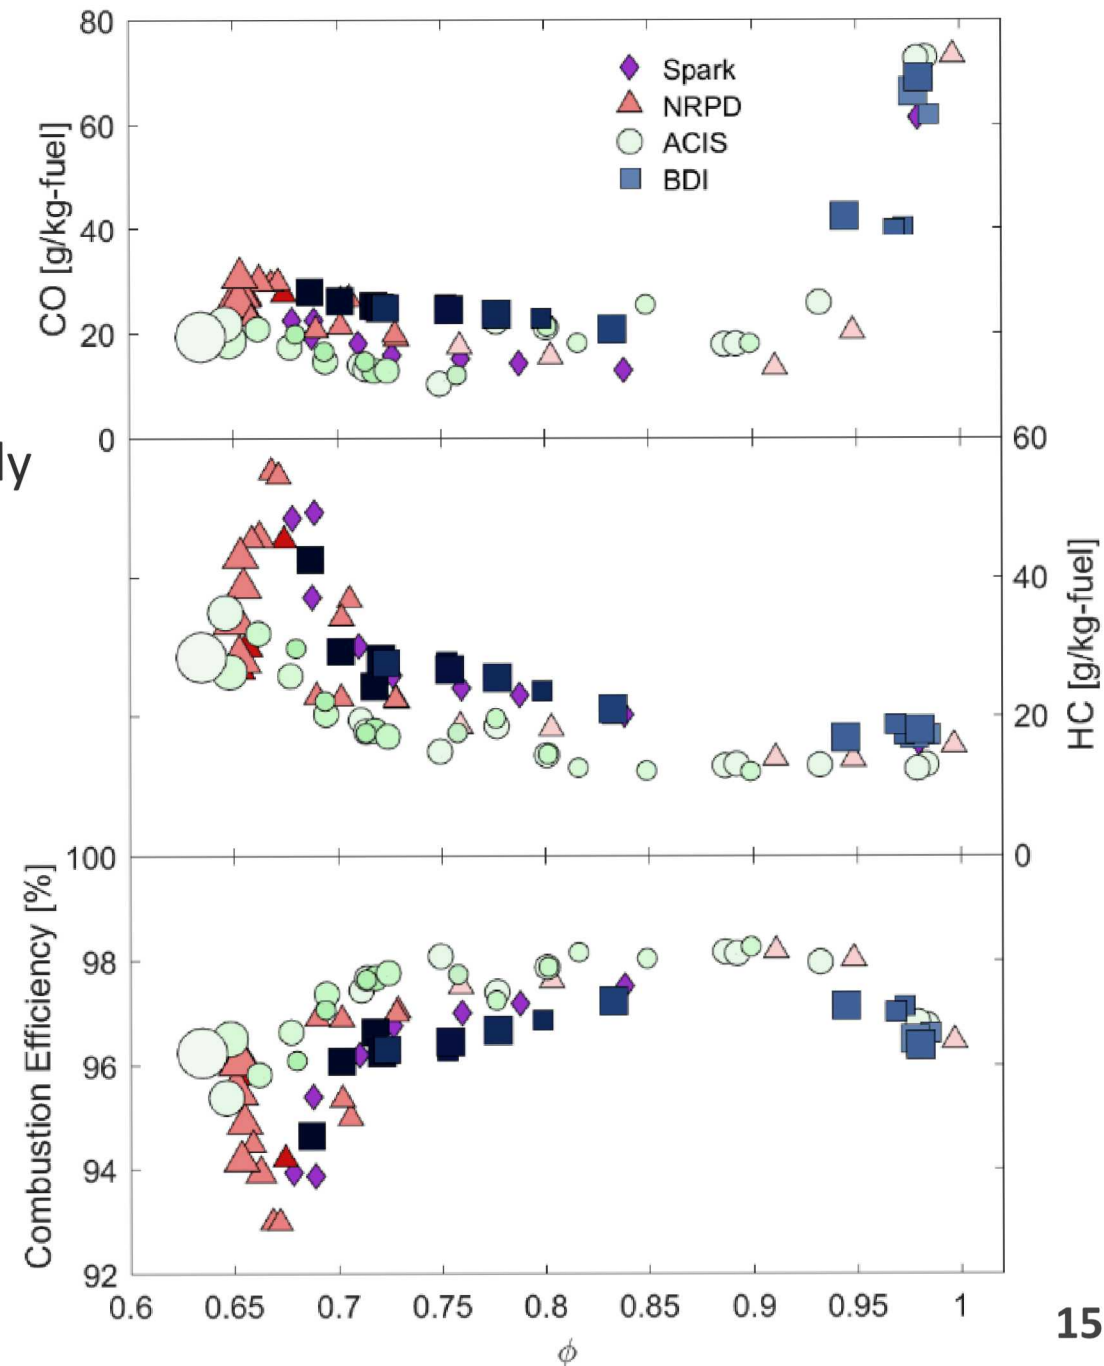 80
60
40
20
0
CO [g/kg-fuel]
Spark
NRPD
ACIS
BDI
ly
60
40
20
0
HC [g/kg-fuel]
100
98
96
94
92
Combustion Efficiency [%]
0.6 0.65 0.7 0.75 0.8 0.85 0.9 0.95 1
ϕ
15